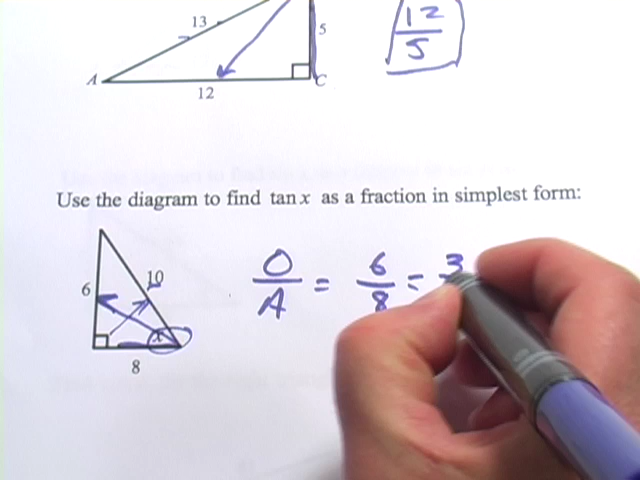 13
5
12
5
A
C
12
Use the diagram to find tan x as a fraction in simplest form:
10
6
x
8
O
A
=
6
8
=
3